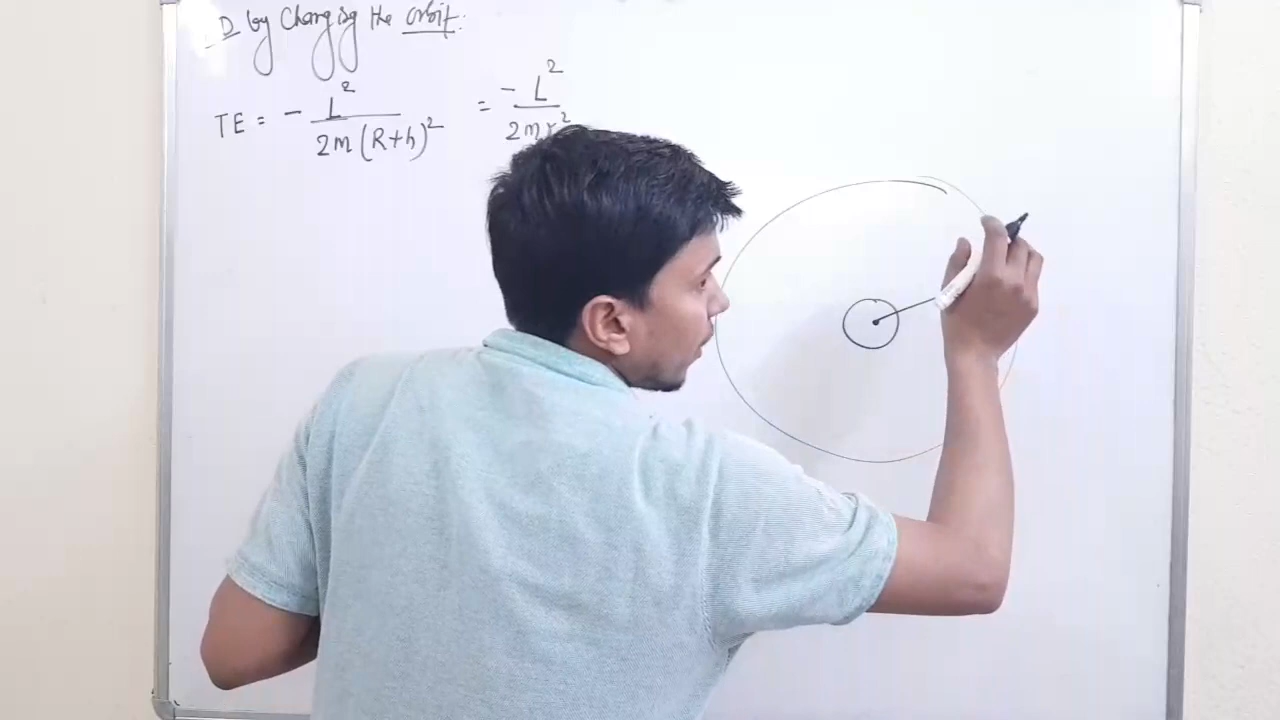 D by Changing the orbit:
TE = - L² / 2m(R+h)² = - L² / 2mr²